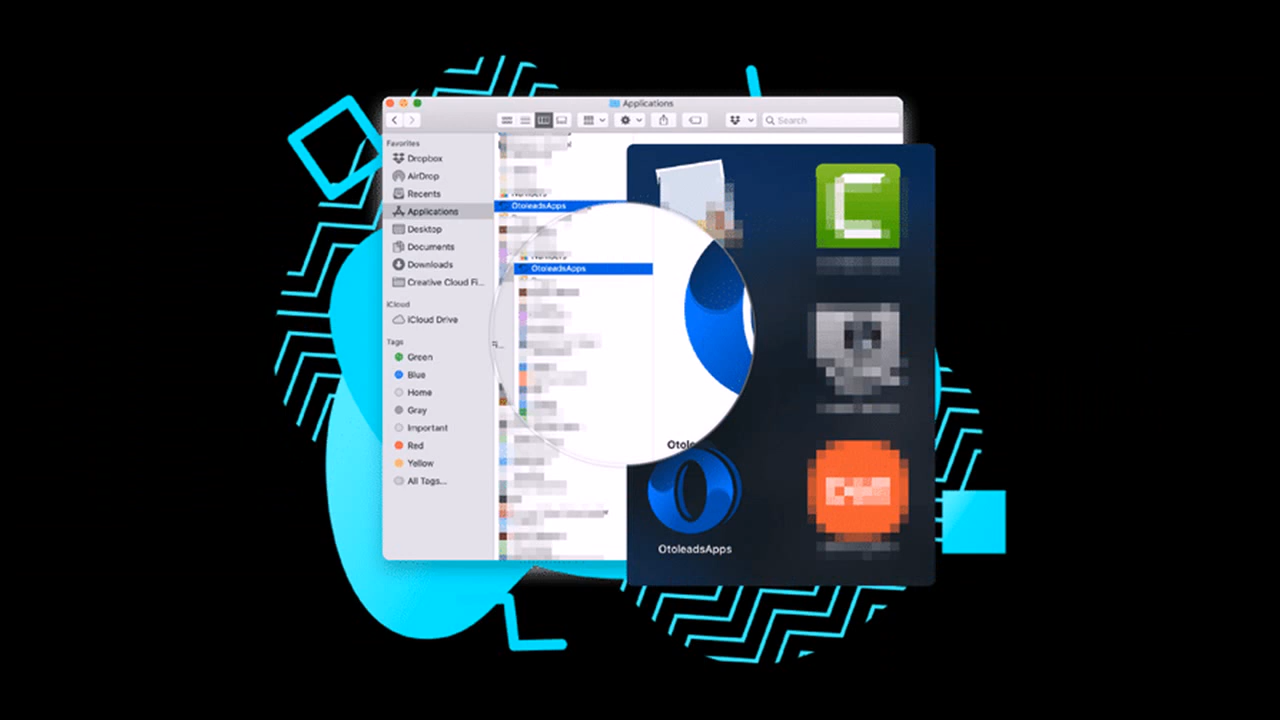 Applications
Search
Favorites
Dropbox
AirDrop
Recents
Applications
Desktop
Documents
Downloads
Creative Cloud Fi...
iCloud
iCloud Drive
Tags
Green
Blue
Home
Gray
Important
Red
Yellow
All Tags...
OtoleadsApps
OtoleadsApps
Otole
OtoleadsApps